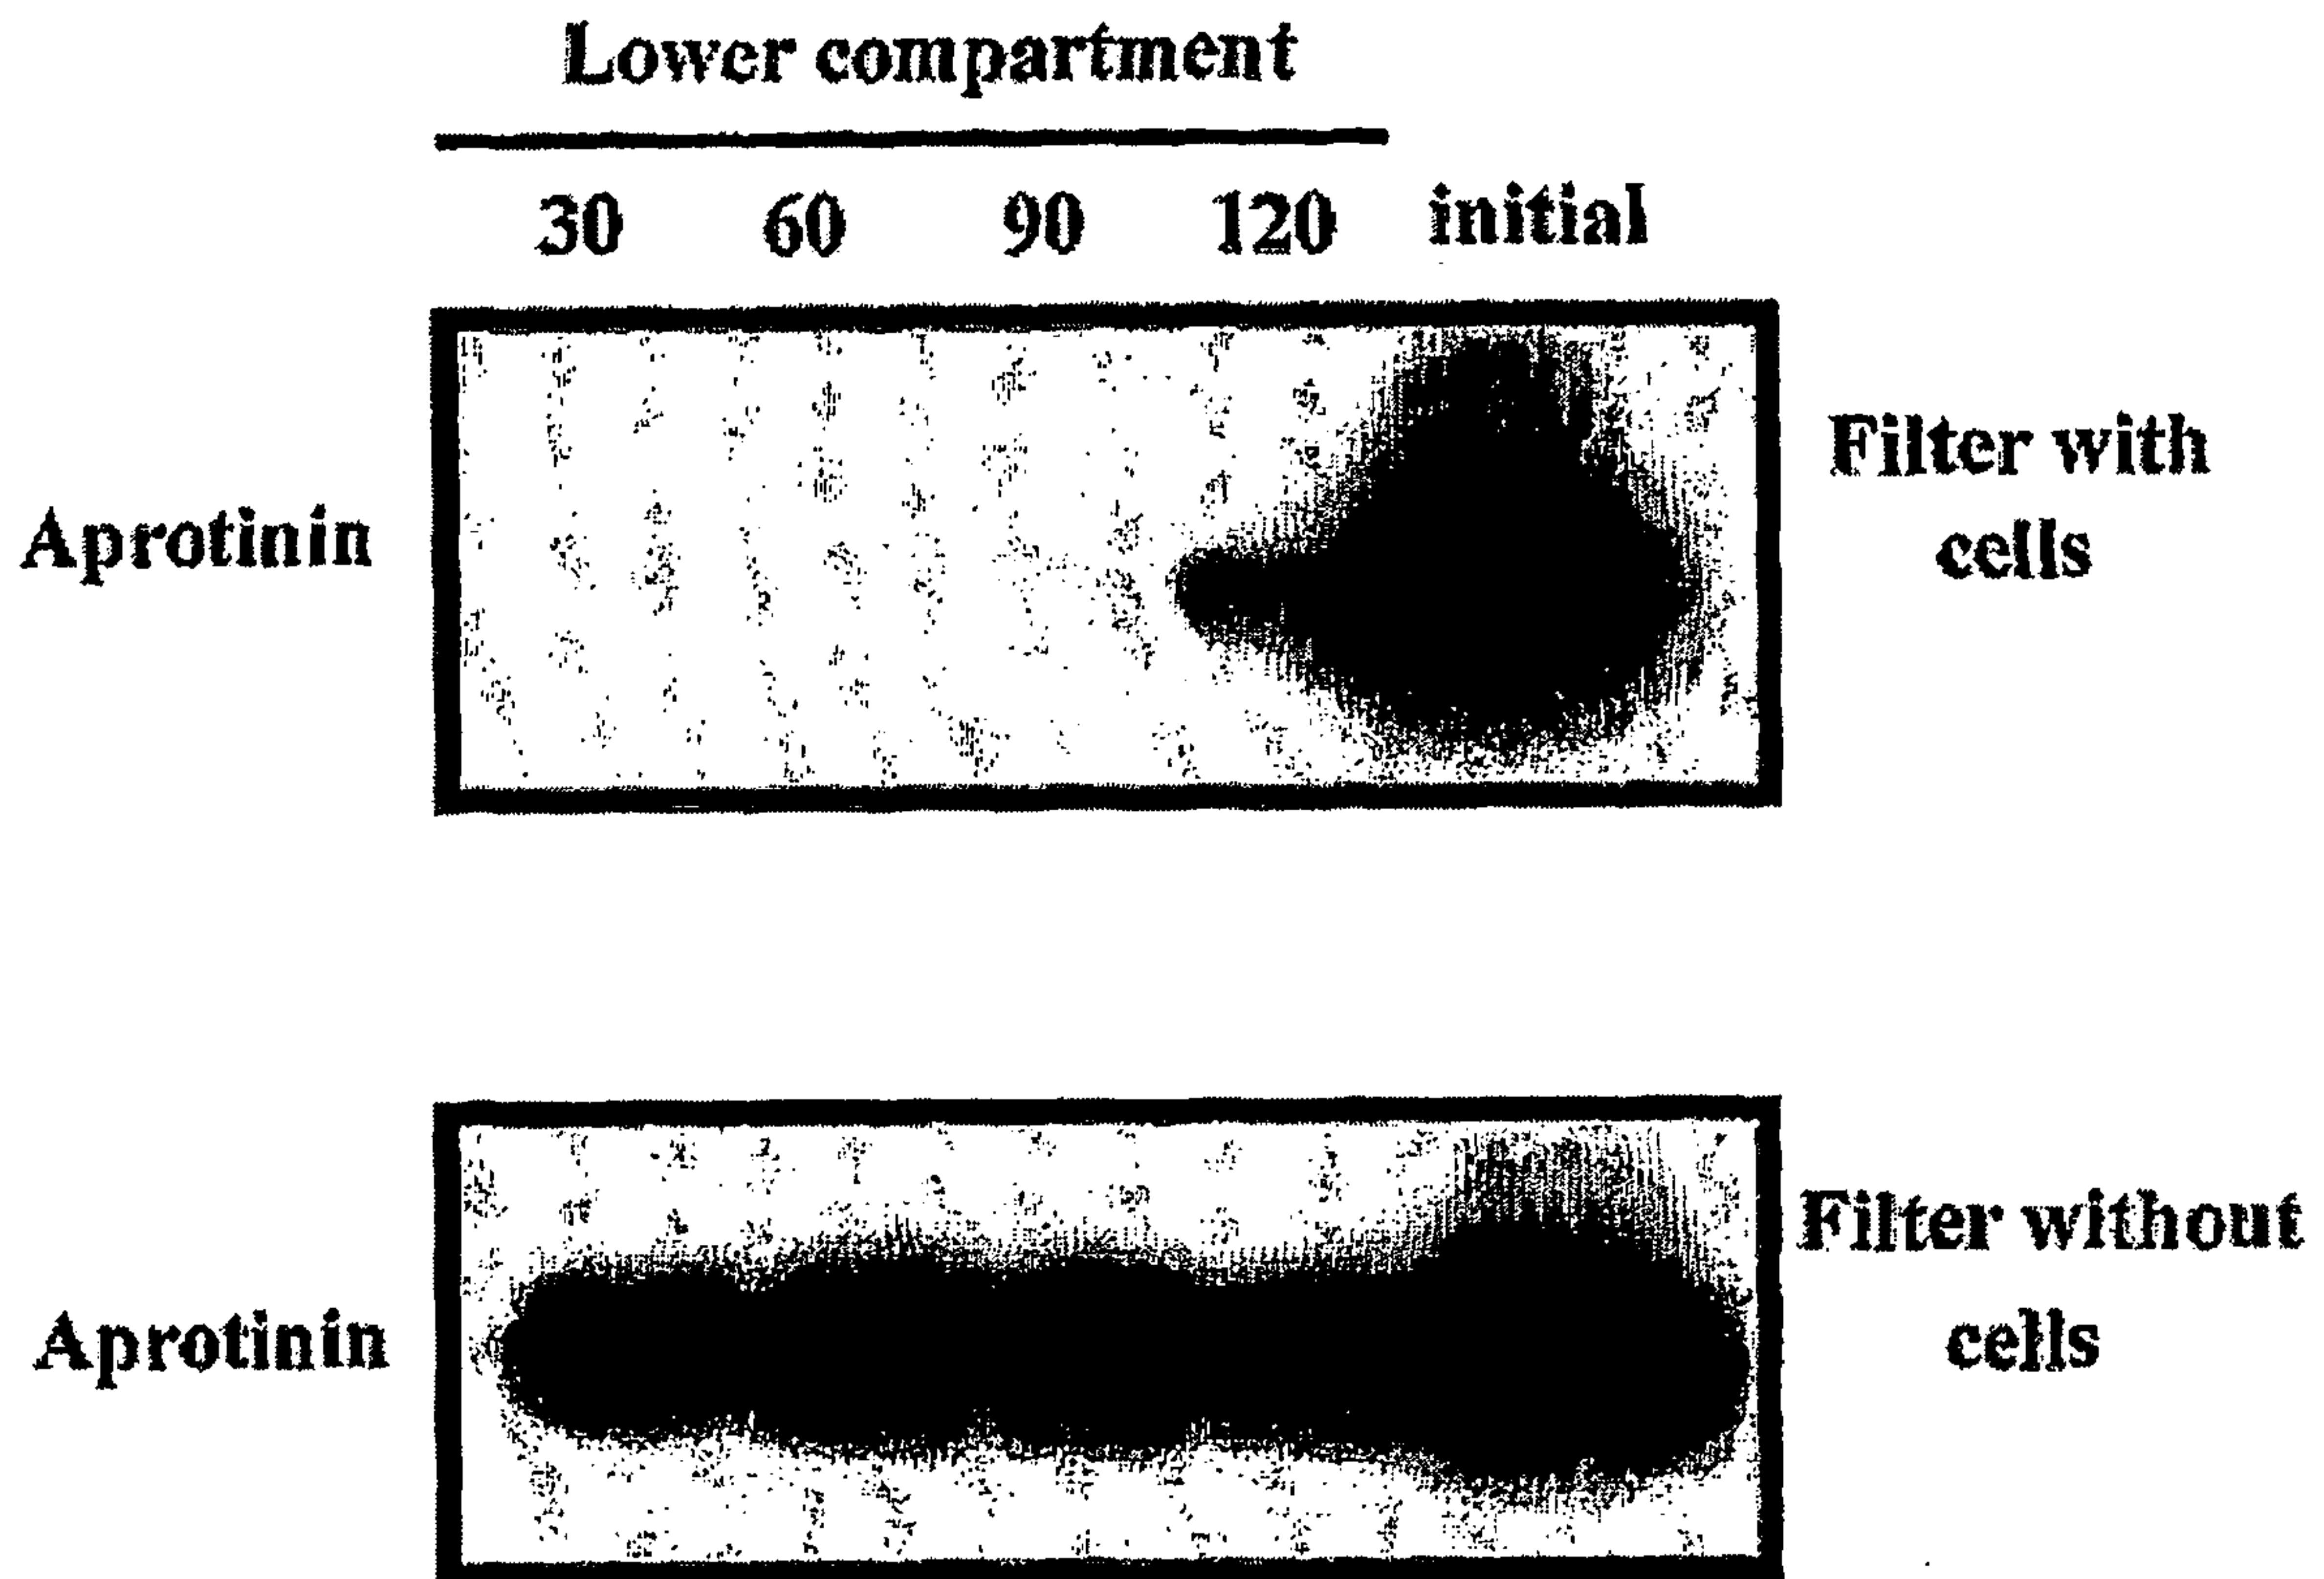 Lower compartment
30 60 90 120 initial
Aprotinin
Filter with
cells
Aprotinin
Filter without
cells